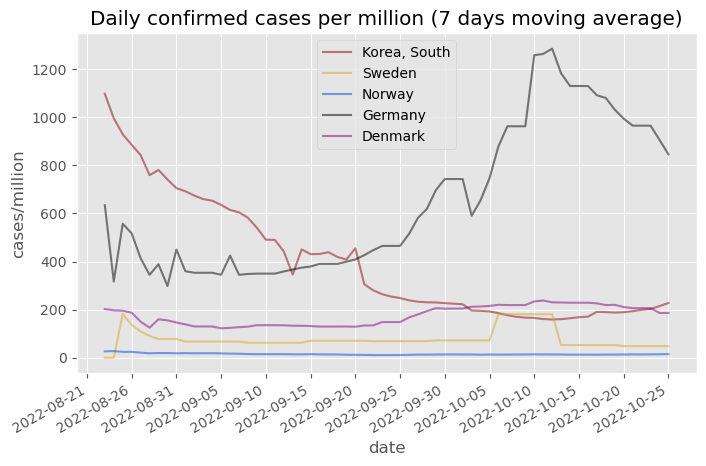 Daily confirmed cases per million (7 days moving average)
Korea, South
Sweden
Norway
Germany
Denmark
cases/million
1200
1000
800
600
400
200
0
2022-08-21
2022-08-26
2022-08-31
2022-09-05
2022-09-10
2022-09-15
2022-09-20
2022-09-25
2022-09-30
2022-10-05
2022-10-10
2022-10-15
2022-10-20
2022-10-25
date